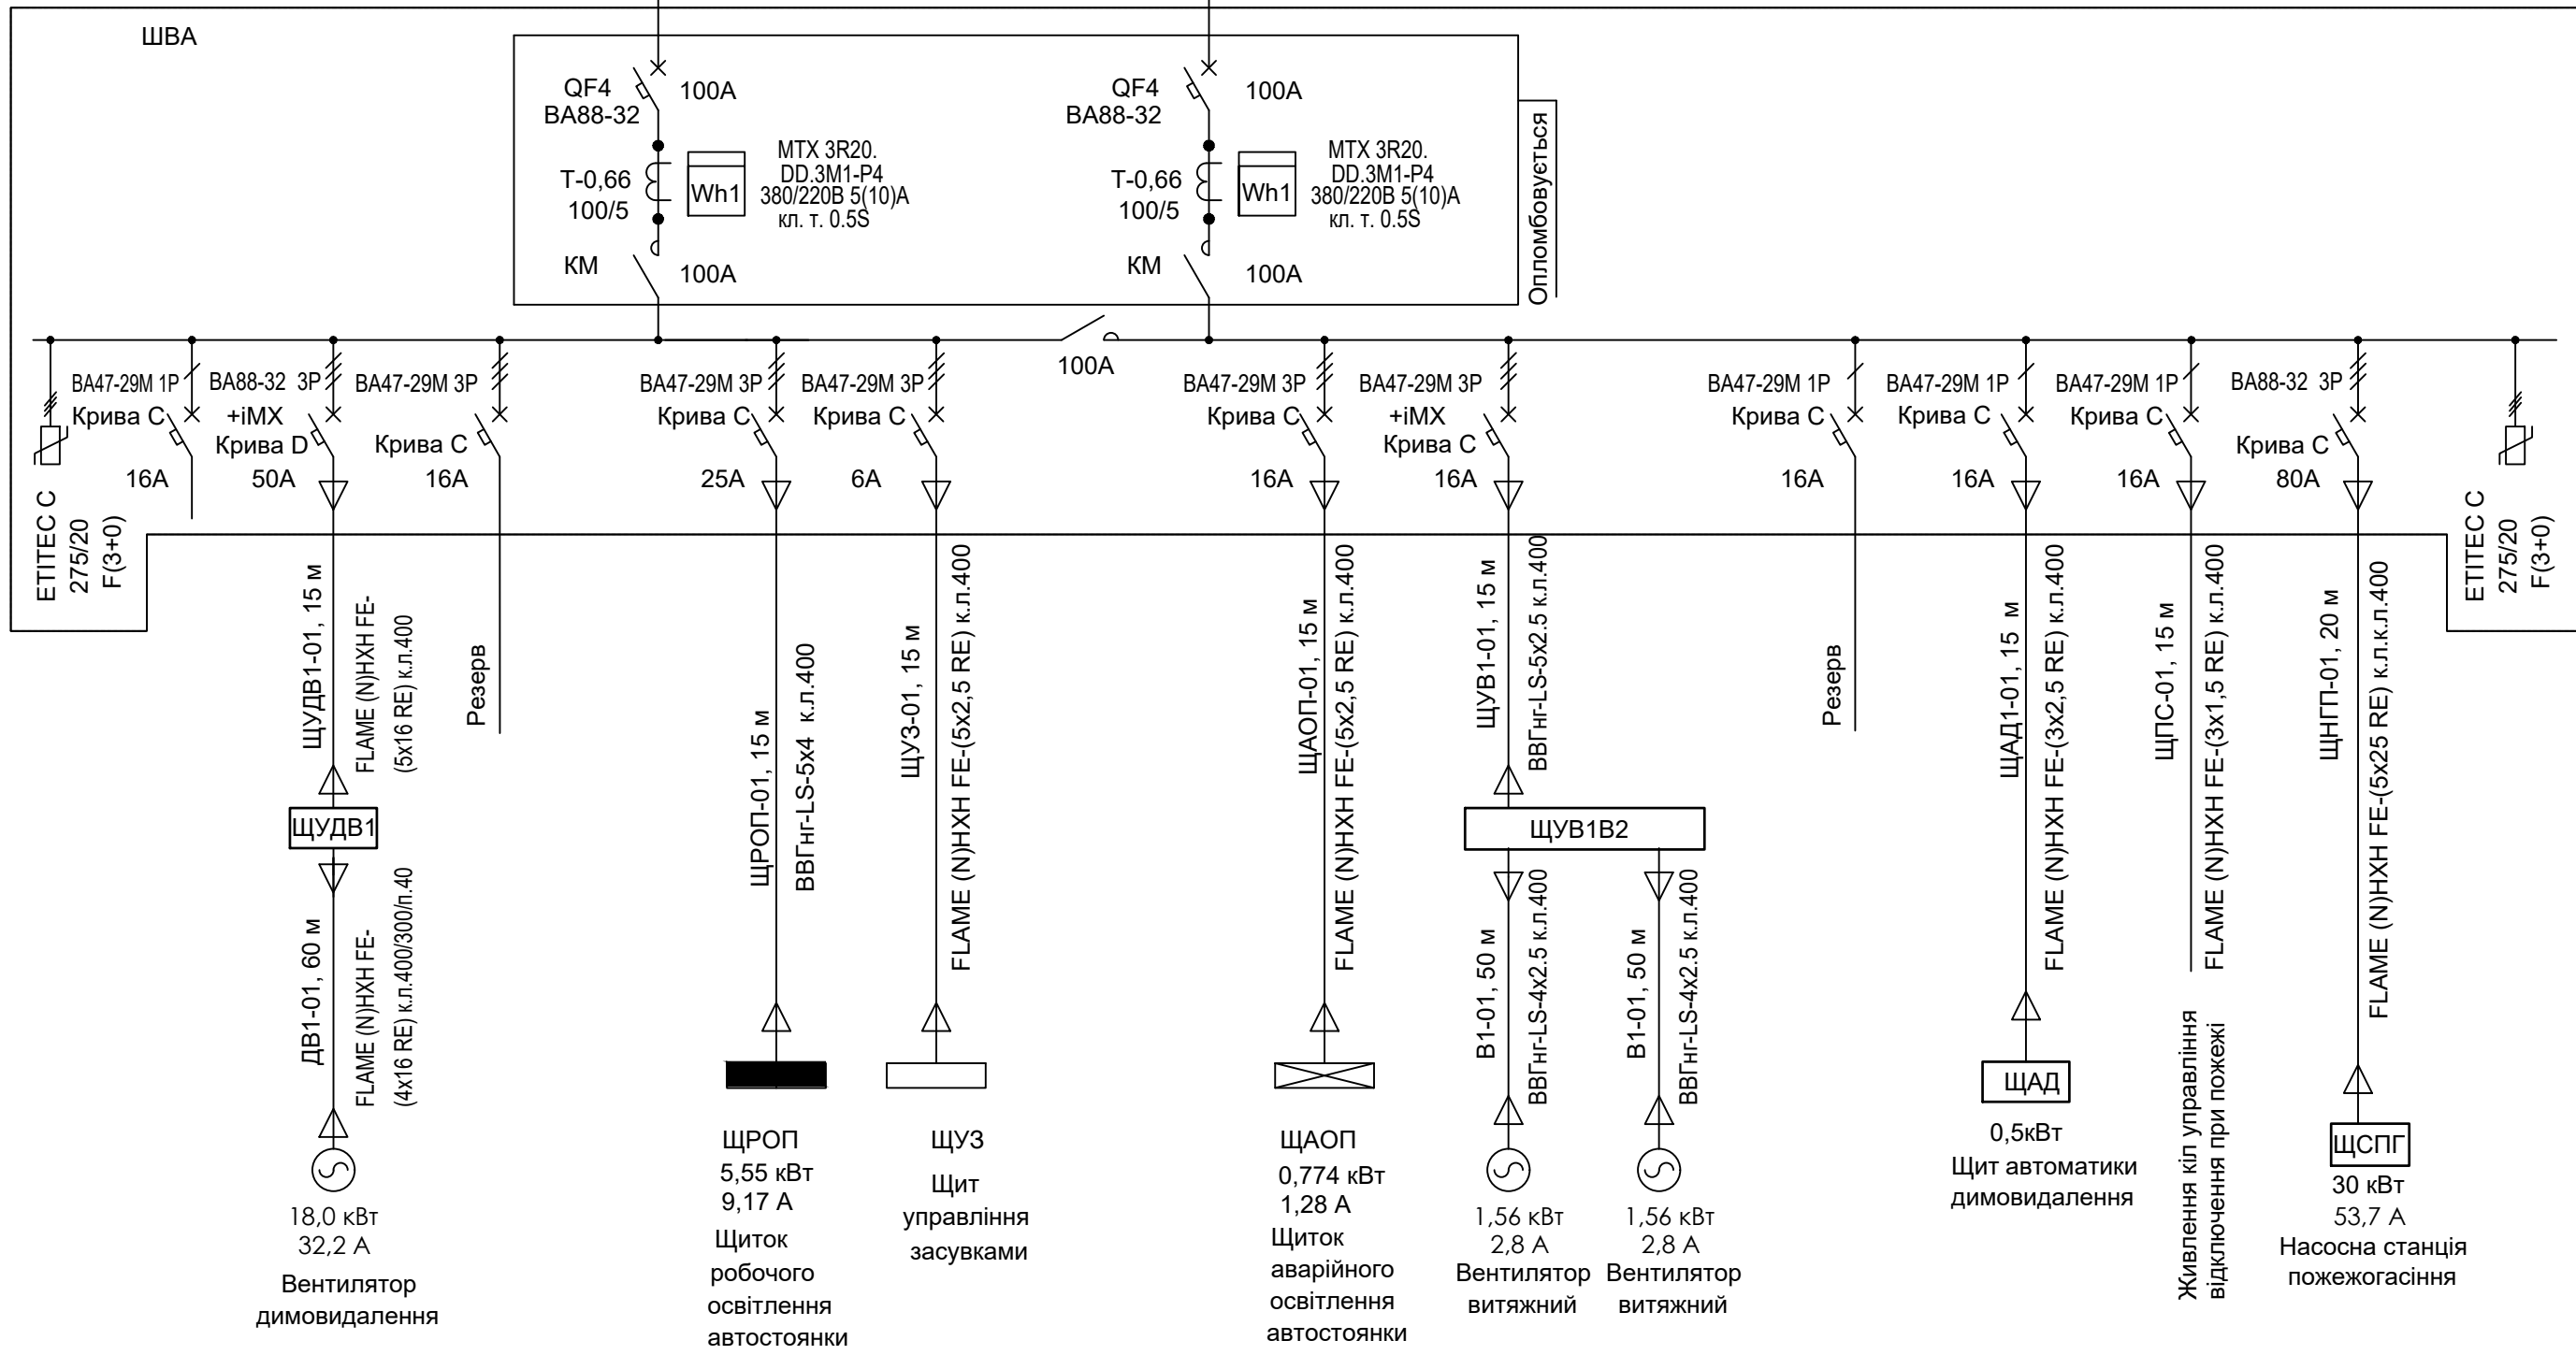 ШВА
QF4
ВА88-32
100А
Т-0,66
100/5
Wh1
МТХ 3R20.
DD.3М1-Р4
380/220В 5(10)А
кл. т. 0.5S
КМ
100А
QF4
ВА88-32
100А
Т-0,66
100/5
Wh1
МТХ 3R20.
DD.3М1-Р4
380/220В 5(10)А
кл. т. 0.5S
КМ
100А
Опломбовується
100А
ETITEC C
275/20
F(3+0)
ВА47-29М 1Р
Крива С
16А
ВА88-32 3Р
+iMX
Крива D
50А
ВА47-29М 3Р
Крива С
16А
ВА47-29М 3Р
Крива С
25А
ВА47-29М 3Р
Крива С
6А
ВА47-29М 3Р
Крива С
16А
ВА47-29М 3Р
+iMX
Крива С
16А
ВА47-29М 1Р
Крива С
16А
ВА47-29М 1Р
Крива С
16А
ВА47-29М 1Р
Крива С
16А
ВА88-32 3Р
Крива С
80А
ETITEC C
275/20
F(3+0)
ЩУДВ1-01, 15 м
FLAME (N)HXH FE-
(5х16 RE) к.л.400
ЩУДВ1
ДВ1-01, 60 м
FLAME (N)HXH FE-
(4х16 RE) к.л.400/300/п.40
18,0 кВт
32,2 А
Вентилятор
димовидалення
Резерв
ЩРОП-01, 15 м
ВВГнг-LS-5х4 к.л.400
ЩРОП
5,55 кВт
9,17 А
Щиток
робочого
освітлення
автостоянки
ЩУЗ-01, 15 м
FLAME (N)HXH FE-(5х2,5 RE) к.л.400
ЩУЗ
Щит
управління
засувками
ЩАОП-01, 15 м
FLAME (N)HXH FE-(5х2,5 RE) к.л.400
ЩАОП
0,774 кВт
1,28 А
Щиток
аварійного
освітлення
автостоянки
ЩУВ1-01, 15 м
ВВГнг-LS-5х2.5 к.л.400
ЩУВ1В2
В1-01, 50 м
ВВГнг-LS-4х2.5 к.л.400
1,56 кВт
2,8 А
Вентилятор
витяжний
В1-01, 50 м
ВВГнг-LS-4х2.5 к.л.400
1,56 кВт
2,8 А
Вентилятор
витяжний
Резерв
ЩАД1-01, 15 м
FLAME (N)HXH FE-(3х2,5 RE) к.л.400
ЩАД
0,5кВт
Щит автоматики
димовидалення
ЩПС-01, 15 м
FLAME (N)HXH FE-(3х1,5 RE) к.л.400
Живлення кіл управління
відключення при пожежі
ЩНГП-01, 20 м
FLAME (N)HXH FE-(5х25 RE) к.л.к.л.400
ЩСПГ
30 кВт
53,7 А
Насосна станція
пожежогасіння